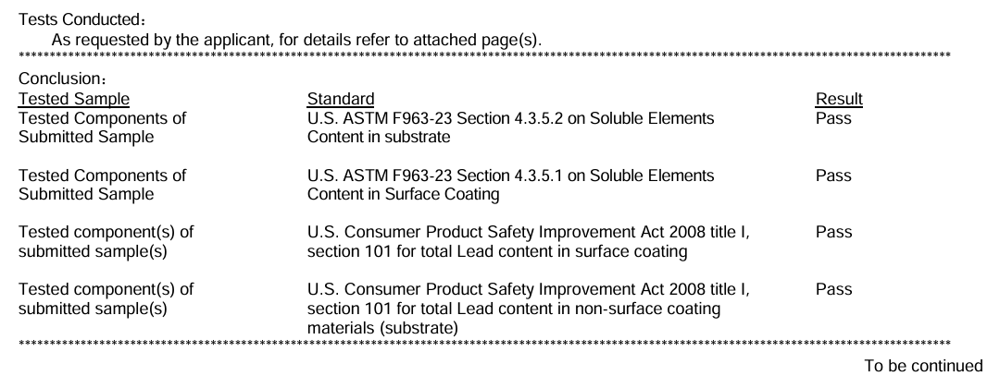 Tests Conducted：
As requested by the applicant, for details refer to attached page(s).
****************************************************************************************************************************************************************
Conclusion：
Tested Sample Standard Result
Tested Components of U.S. ASTM F963-23 Section 4.3.5.2 on Soluble Elements Pass
Submitted Sample Content in substrate
Tested Components of U.S. ASTM F963-23 Section 4.3.5.1 on Soluble Elements Pass
Submitted Sample Content in Surface Coating
Tested component(s) of U.S. Consumer Product Safety Improvement Act 2008 title I, Pass
submitted sample(s) section 101 for total Lead content in surface coating
Tested component(s) of U.S. Consumer Product Safety Improvement Act 2008 title I, Pass
submitted sample(s) section 101 for total Lead content in non-surface coating
materials (substrate)
****************************************************************************************************************************************************************
To be continued